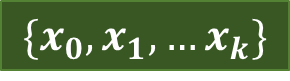 {x₀, x₁, … xₖ}